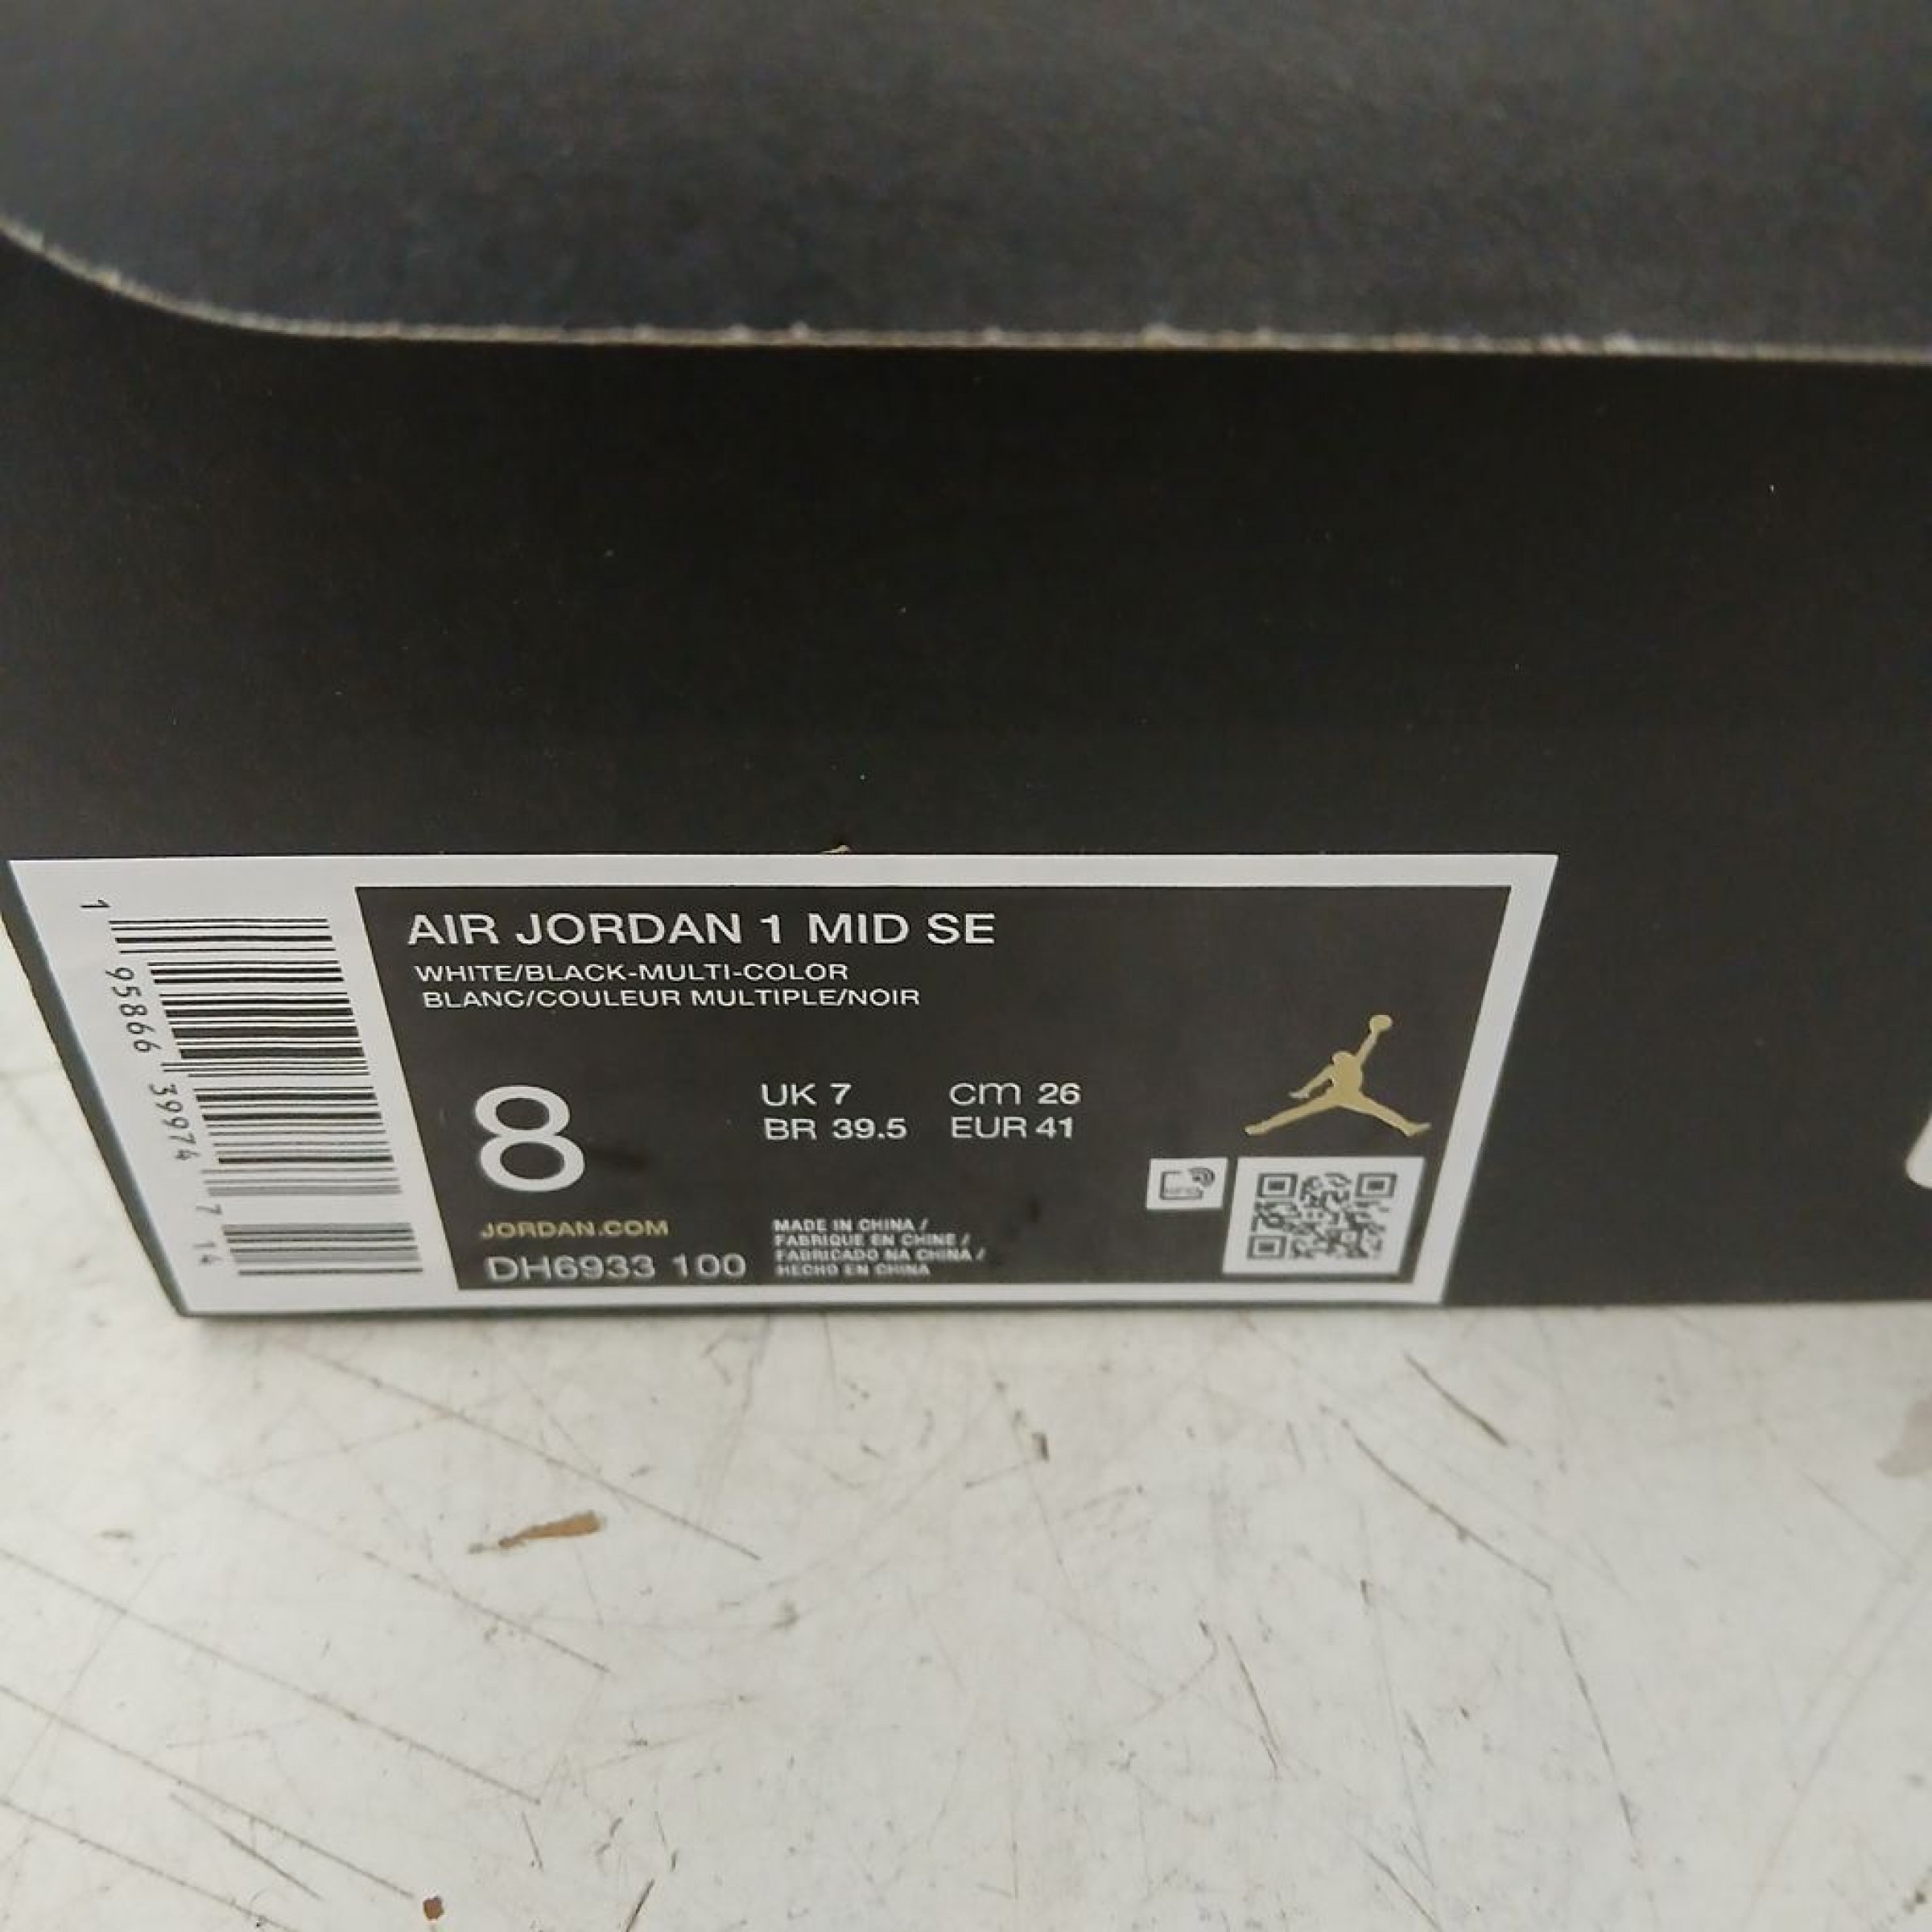 AIR JORDAN 1 MID SE
WHITE/BLACK-MULTI-COLOR
BLANC/COULEUR MULTIPLE/NOIR
8
UK 7 cm 26
BR 39.5 EUR 41
JORDAN.COM
DH6933 100
MADE IN CHINA /
FABRIQUE EN CHINE /
FABRICADO NA CHINA /
HECHO EN CHINA
1 95866 39974 7 14